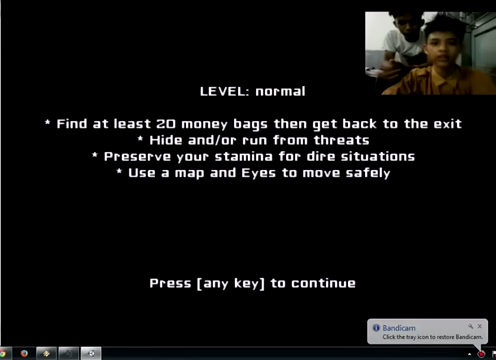 LEVEL: normal
* Find at least 20 money bags then get back to the exit
* Hide and/or run from threats
* Preserve your stamina for dire situations
* Use a map and Eyes to move safely
Press [any key] to continue
Bandicam
Click the tray icon to restore Bandicam.